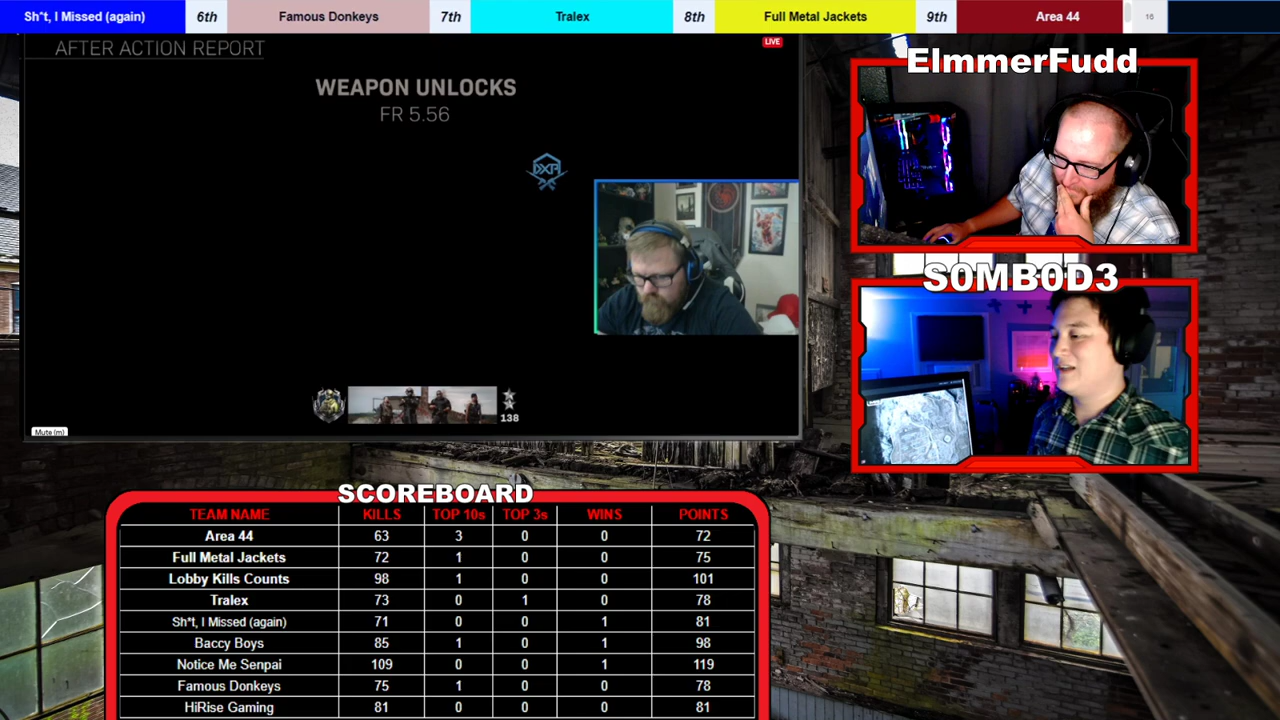 Sh*t, I Missed (again) 6th Famous Donkeys 7th Tralex 8th Full Metal Jackets 9th Area 44 16
AFTER ACTION REPORT
LIVE
WEAPON UNLOCKS
FR 5.56
DXP
138
Mute (m)
ElmmerFudd
S0MB0D3
SCOREBOARD
TEAM NAME KILLS TOP 10s TOP 3s WINS POINTS
Area 44 63 3 0 0 72
Full Metal Jackets 72 1 0 0 75
Lobby Kills Counts 98 1 0 0 101
Tralex 73 0 1 0 78
Sh*t, I Missed (again) 71 0 0 1 81
Baccy Boys 85 1 0 1 98
Notice Me Senpai 109 0 0 1 119
Famous Donkeys 75 1 0 0 78
HiRise Gaming 81 0 0 0 81